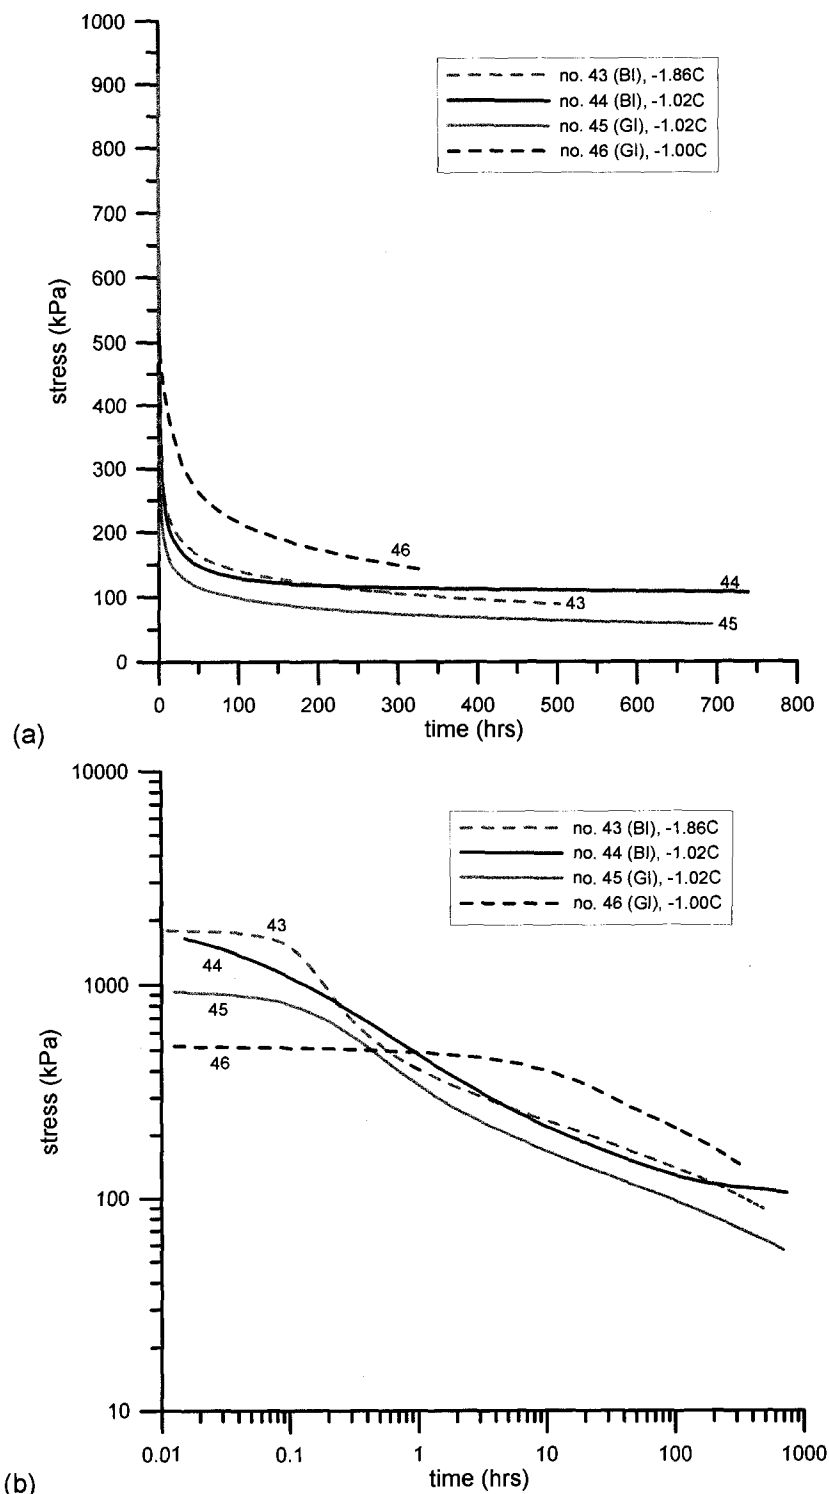 1000
900
800
700
600
500
400
300
200
100
0
stress (kPa)
no. 43 (BI), -1.86C
no. 44 (BI), -1.02C
no. 45 (GI), -1.02C
no. 46 (GI), -1.00C
46
44
43
45
0 100 200 300 400 500 600 700 800
time (hrs)
(a)
10000
1000
100
10
stress (kPa)
no. 43 (BI), -1.86C
no. 44 (BI), -1.02C
no. 45 (GI), -1.02C
no. 46 (GI), -1.00C
43
44
45
46
0.01 0.1 1 10 100 1000
time (hrs)
(b)